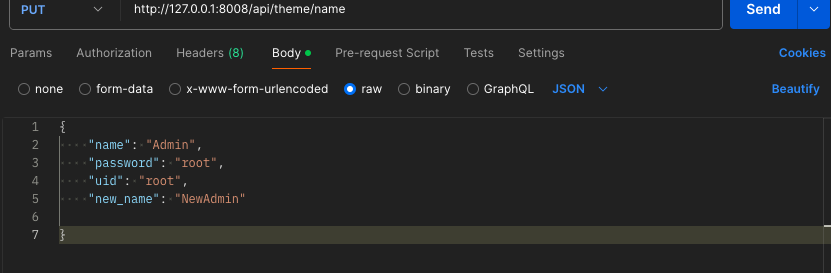 PUT http://127.0.0.1:8008/api/theme/name Send
Params Authorization Headers (8) Body Pre-request Script Tests Settings Cookies
none form-data x-www-form-urlencoded raw binary GraphQL JSON Beautify
1 {
2 "name": "Admin",
3 "password": "root",
4 "uid": "root",
5 "new_name": "NewAdmin"
6
7 }